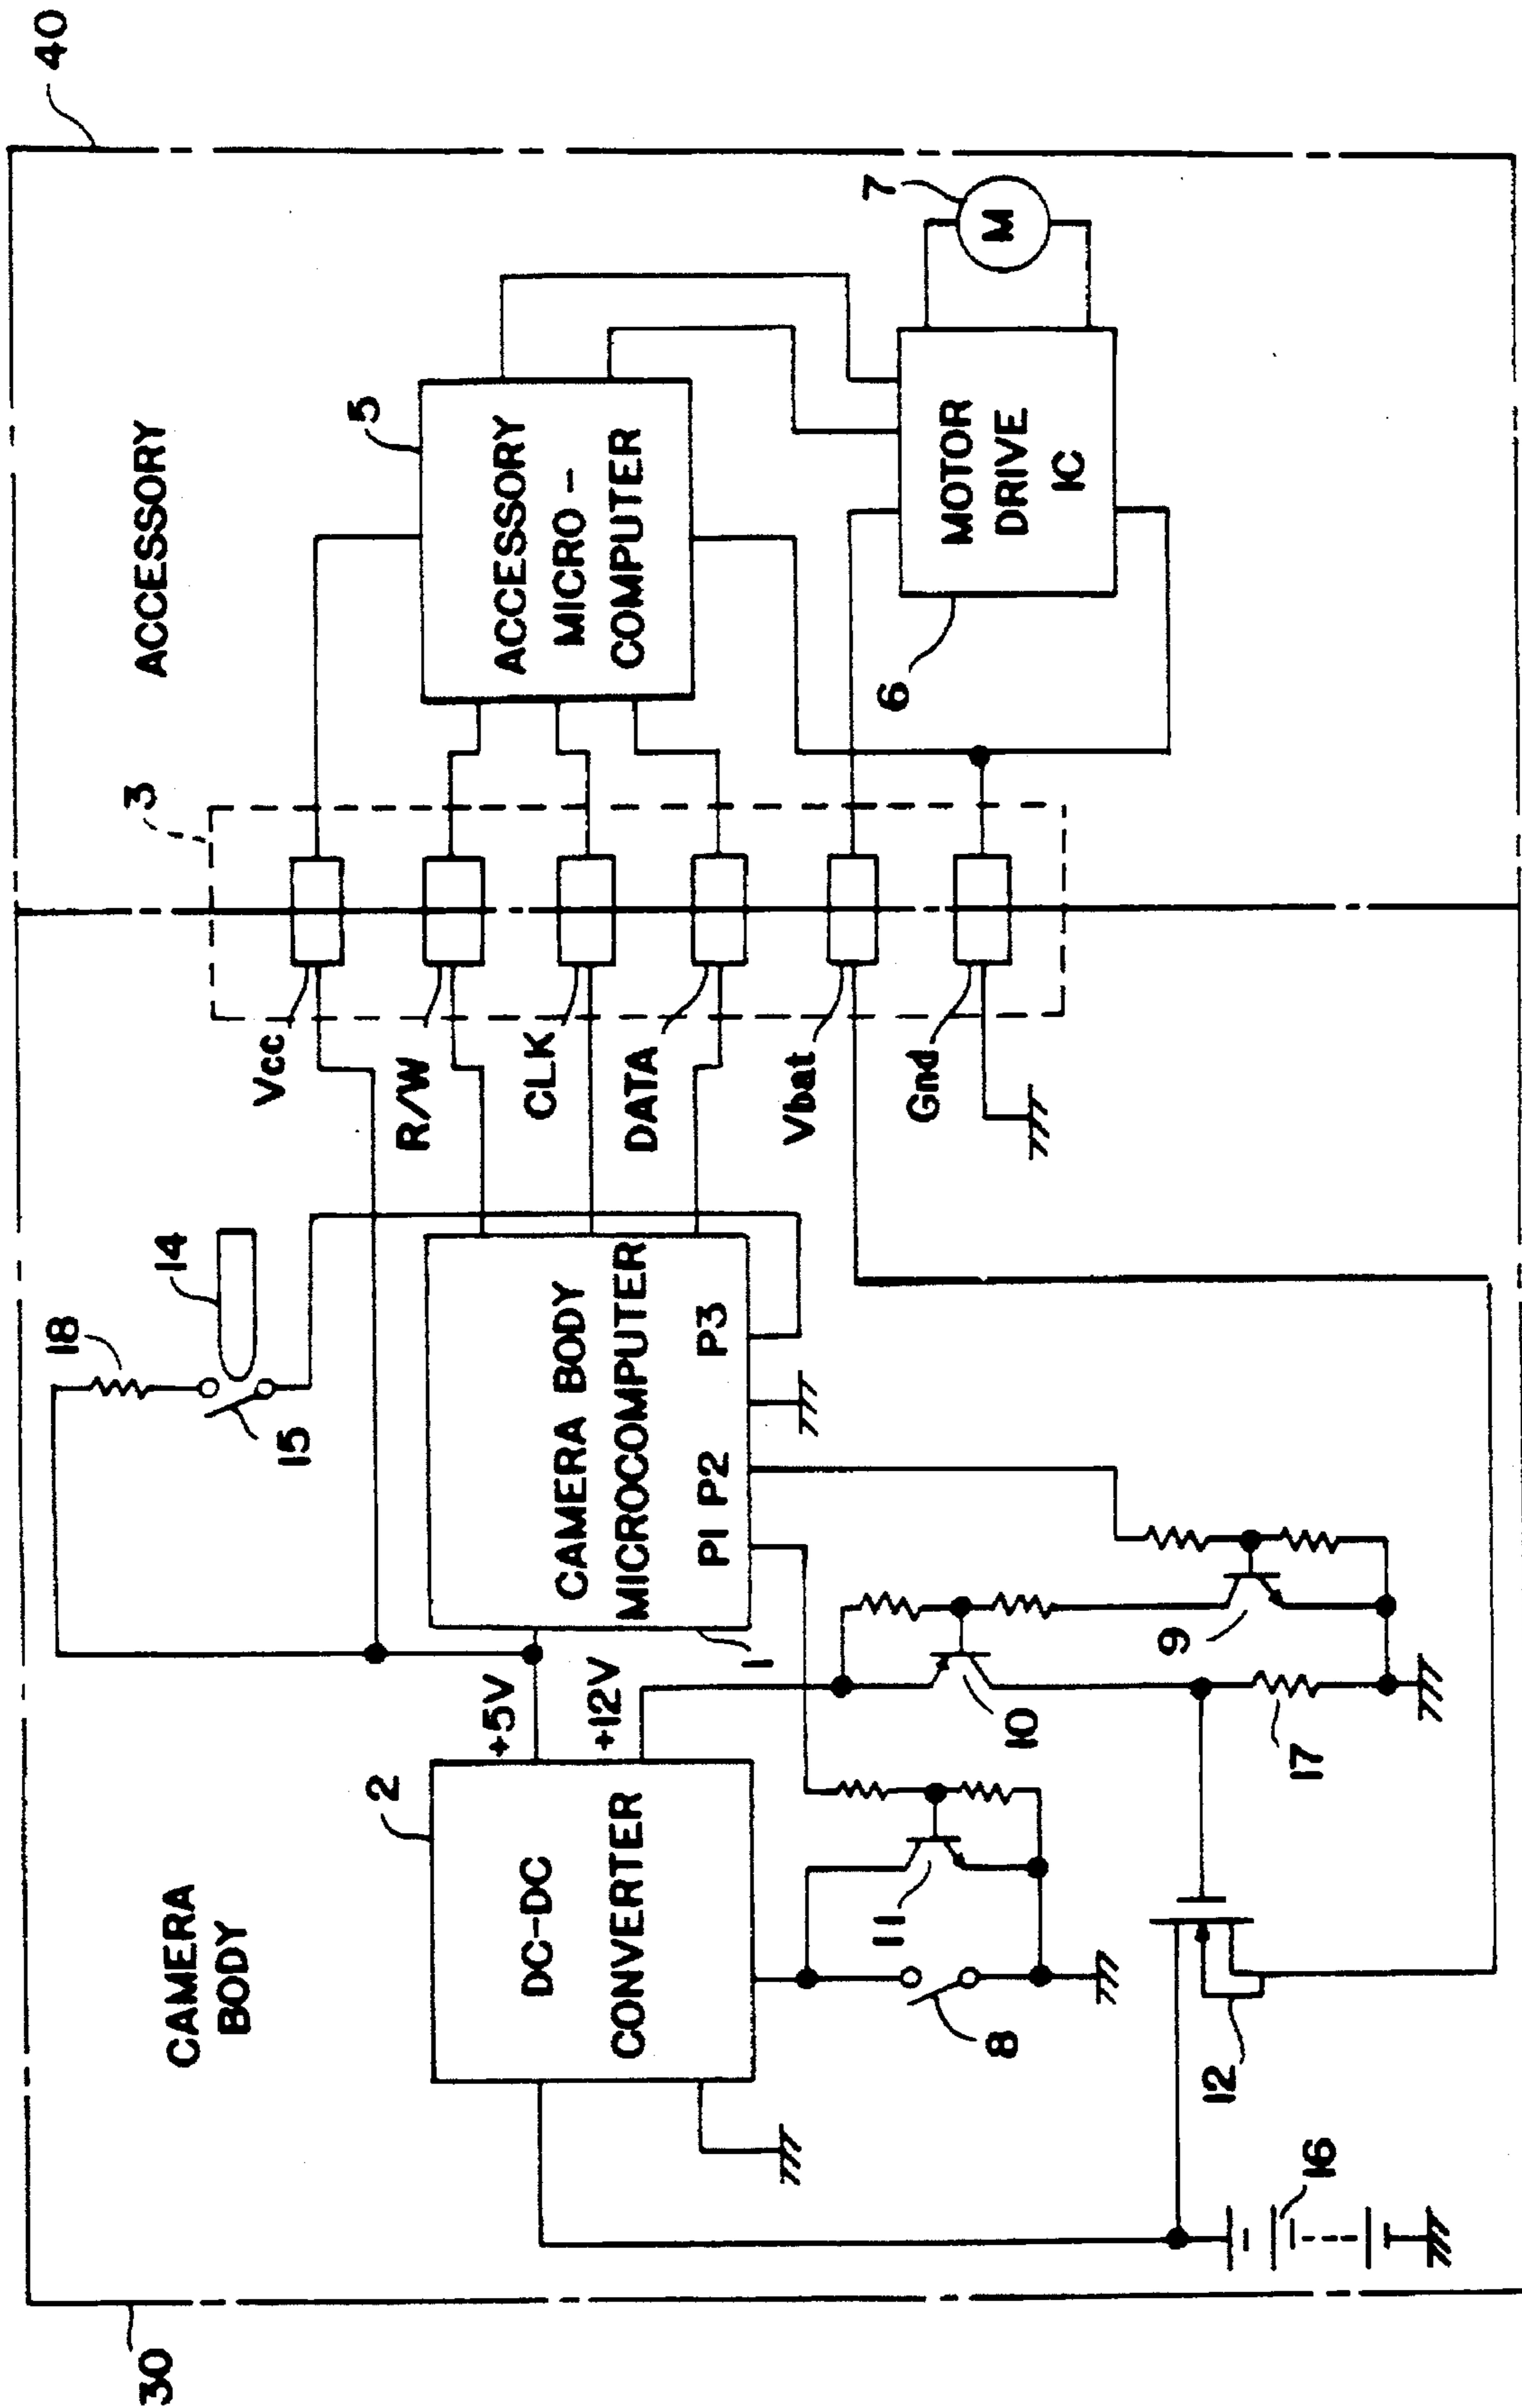 30
40
CAMERA
BODY
ACCESSORY
18
14
15
3
2
DC-DC
CONVERTER
+5V
+12V
1
CAMERA BODY
MICROCOMPUTER
P1 P2 P3
Vcc
R/W
CLK
DATA
Vbat
Gnd
5
ACCESSORY
MICRO-
COMPUTER
7
M
MOTOR
DRIVE
IC
6
8
11
10
9
17
12
16